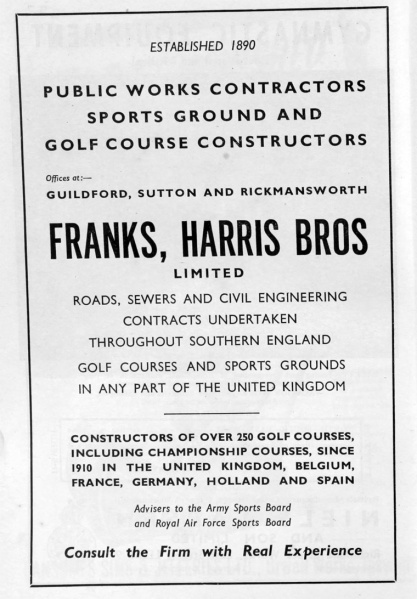 ESTABLISHED 1890
PUBLIC WORKS CONTRACTORS
SPORTS GROUND AND
GOLF COURSE CONSTRUCTORS
Offices at:—
GUILDFORD, SUTTON AND RICKMANSWORTH
FRANKS, HARRIS BROS
LIMITED
ROADS, SEWERS AND CIVIL ENGINEERING
CONTRACTS UNDERTAKEN
THROUGHOUT SOUTHERN ENGLAND
GOLF COURSES AND SPORTS GROUNDS
IN ANY PART OF THE UNITED KINGDOM
CONSTRUCTORS OF OVER 250 GOLF COURSES,
INCLUDING CHAMPIONSHIP COURSES, SINCE
1910 IN THE UNITED KINGDOM, BELGIUM,
FRANCE, GERMANY, HOLLAND AND SPAIN
Advisers to the Army Sports Board
and Royal Air Force Sports Board
Consult the Firm with Real Experience